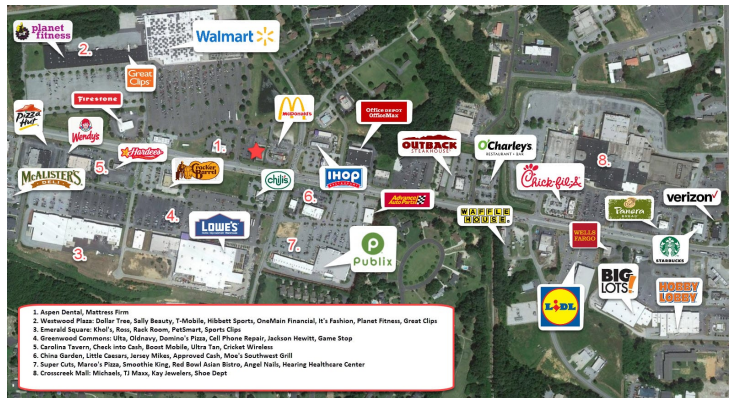 planet fitness
2.
Walmart
Great Clips
Firestone
Pizza Hut
Wendy's
McDonald's
Office DEPOT
OfficeMax
1.
Hardee's
5.
Cracker Barrel
McALISTER'S
DELI
chili's
IHOP
RESTAURANT
OUTBACK
STEAKHOUSE
O'Charley's
RESTAURANT + BAR
8.
Chick-fil-A
verizon
Panera
BREAD
6.
Advance Auto Parts
WAFFLE HOUSE
4.
LOWE'S
WELLS FARGO
STARBUCKS
3.
7.
Publix
LIDL
BIG LOTS!
HOBBY LOBBY
1. Aspen Dental, Mattress Firm
2. Westwood Plaza: Dollar Tree, Sally Beauty, T-Mobile, Hibbett Sports, OneMain Financial, It's Fashion, Planet Fitness, Great Clips
3. Emerald Square: Khol's, Ross, Rack Room, PetSmart, Sports Clips
4. Greenwood Commons: Ulta, Oldnavy, Domino's Pizza, Cell Phone Repair, Jackson Hewitt, Game Stop
5. Carolina Tavern, Check into Cash, Boost Mobile, Ultra Tan, Cricket Wireless
6. China Garden, Little Caesars, Jersey Mikes, Approved Cash, Moe's Southwest Grill
7. Super Cuts, Marco's Pizza, Smoothie King, Red Bowl Asian Bistro, Angel Nails, Hearing Healthcare Center
8. Crosscreek Mall: Michaels, TJ Maxx, Kay Jewelers, Shoe Dept